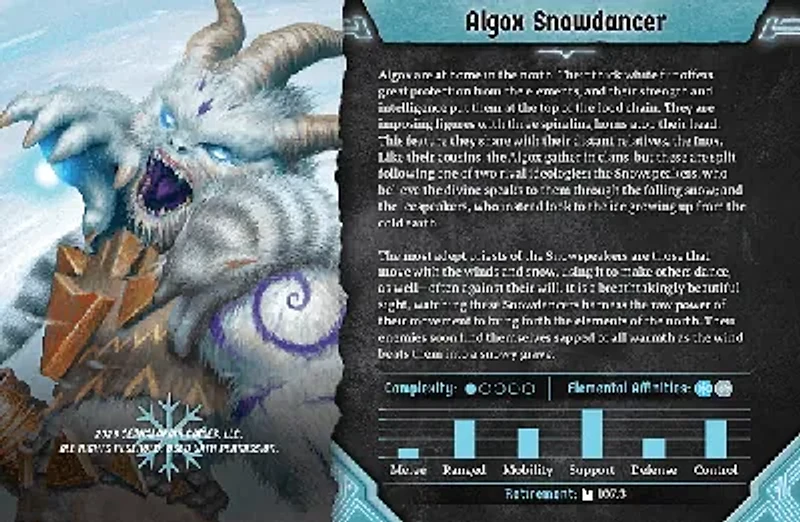 Algox Snowdancer
Algox are at home in the north. Their thick white fur offers
great protection from the elements, and their strength and
intelligence put them at the top of the food chain. They are
imposing figures with three spiraling horns atop their head.
This feature they share with their distant relatives, the Inox.
Like their cousins, the Algox gather in clans, but these are split
following one of two rival ideologies: the Snowspeakers, who
believe the divine speaks to them through the falling snow; and
the Icespeakers, who instead look to the ice growing up from the
cold earth.
The most adept priests of the Snowspeakers are those that
move with the winds and snow, using it to make others dance,
as well—often against their will. It is a breathtakingly beautiful
sight, watching these Snowdancers harness the raw power of
their movement to bring forth the elements of the north. Their
enemies soon find themselves sapped of all warmth as the wind
beats them into a snowy grave.
Complexity: Elemental Affinities:
Melee Ranged Mobility Support Defense Control
Retirement: 107.3
LLC.
ALL RIGHTS RESERVED. USED WITH PERMISSION.